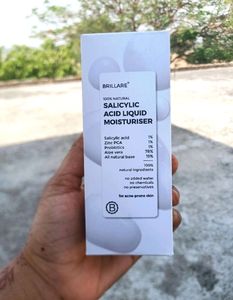 BRILLARE
100% NATURAL
SALICYLIC
ACID LIQUID
MOISTURISER
Salicylic acid 1%
Zinc PCA 1%
Probiotics 1%
Aloe vera 78%
All natural base 19%
100%
natural ingredients
no added water
no chemicals
no preservatives
for acne-prone skin
B